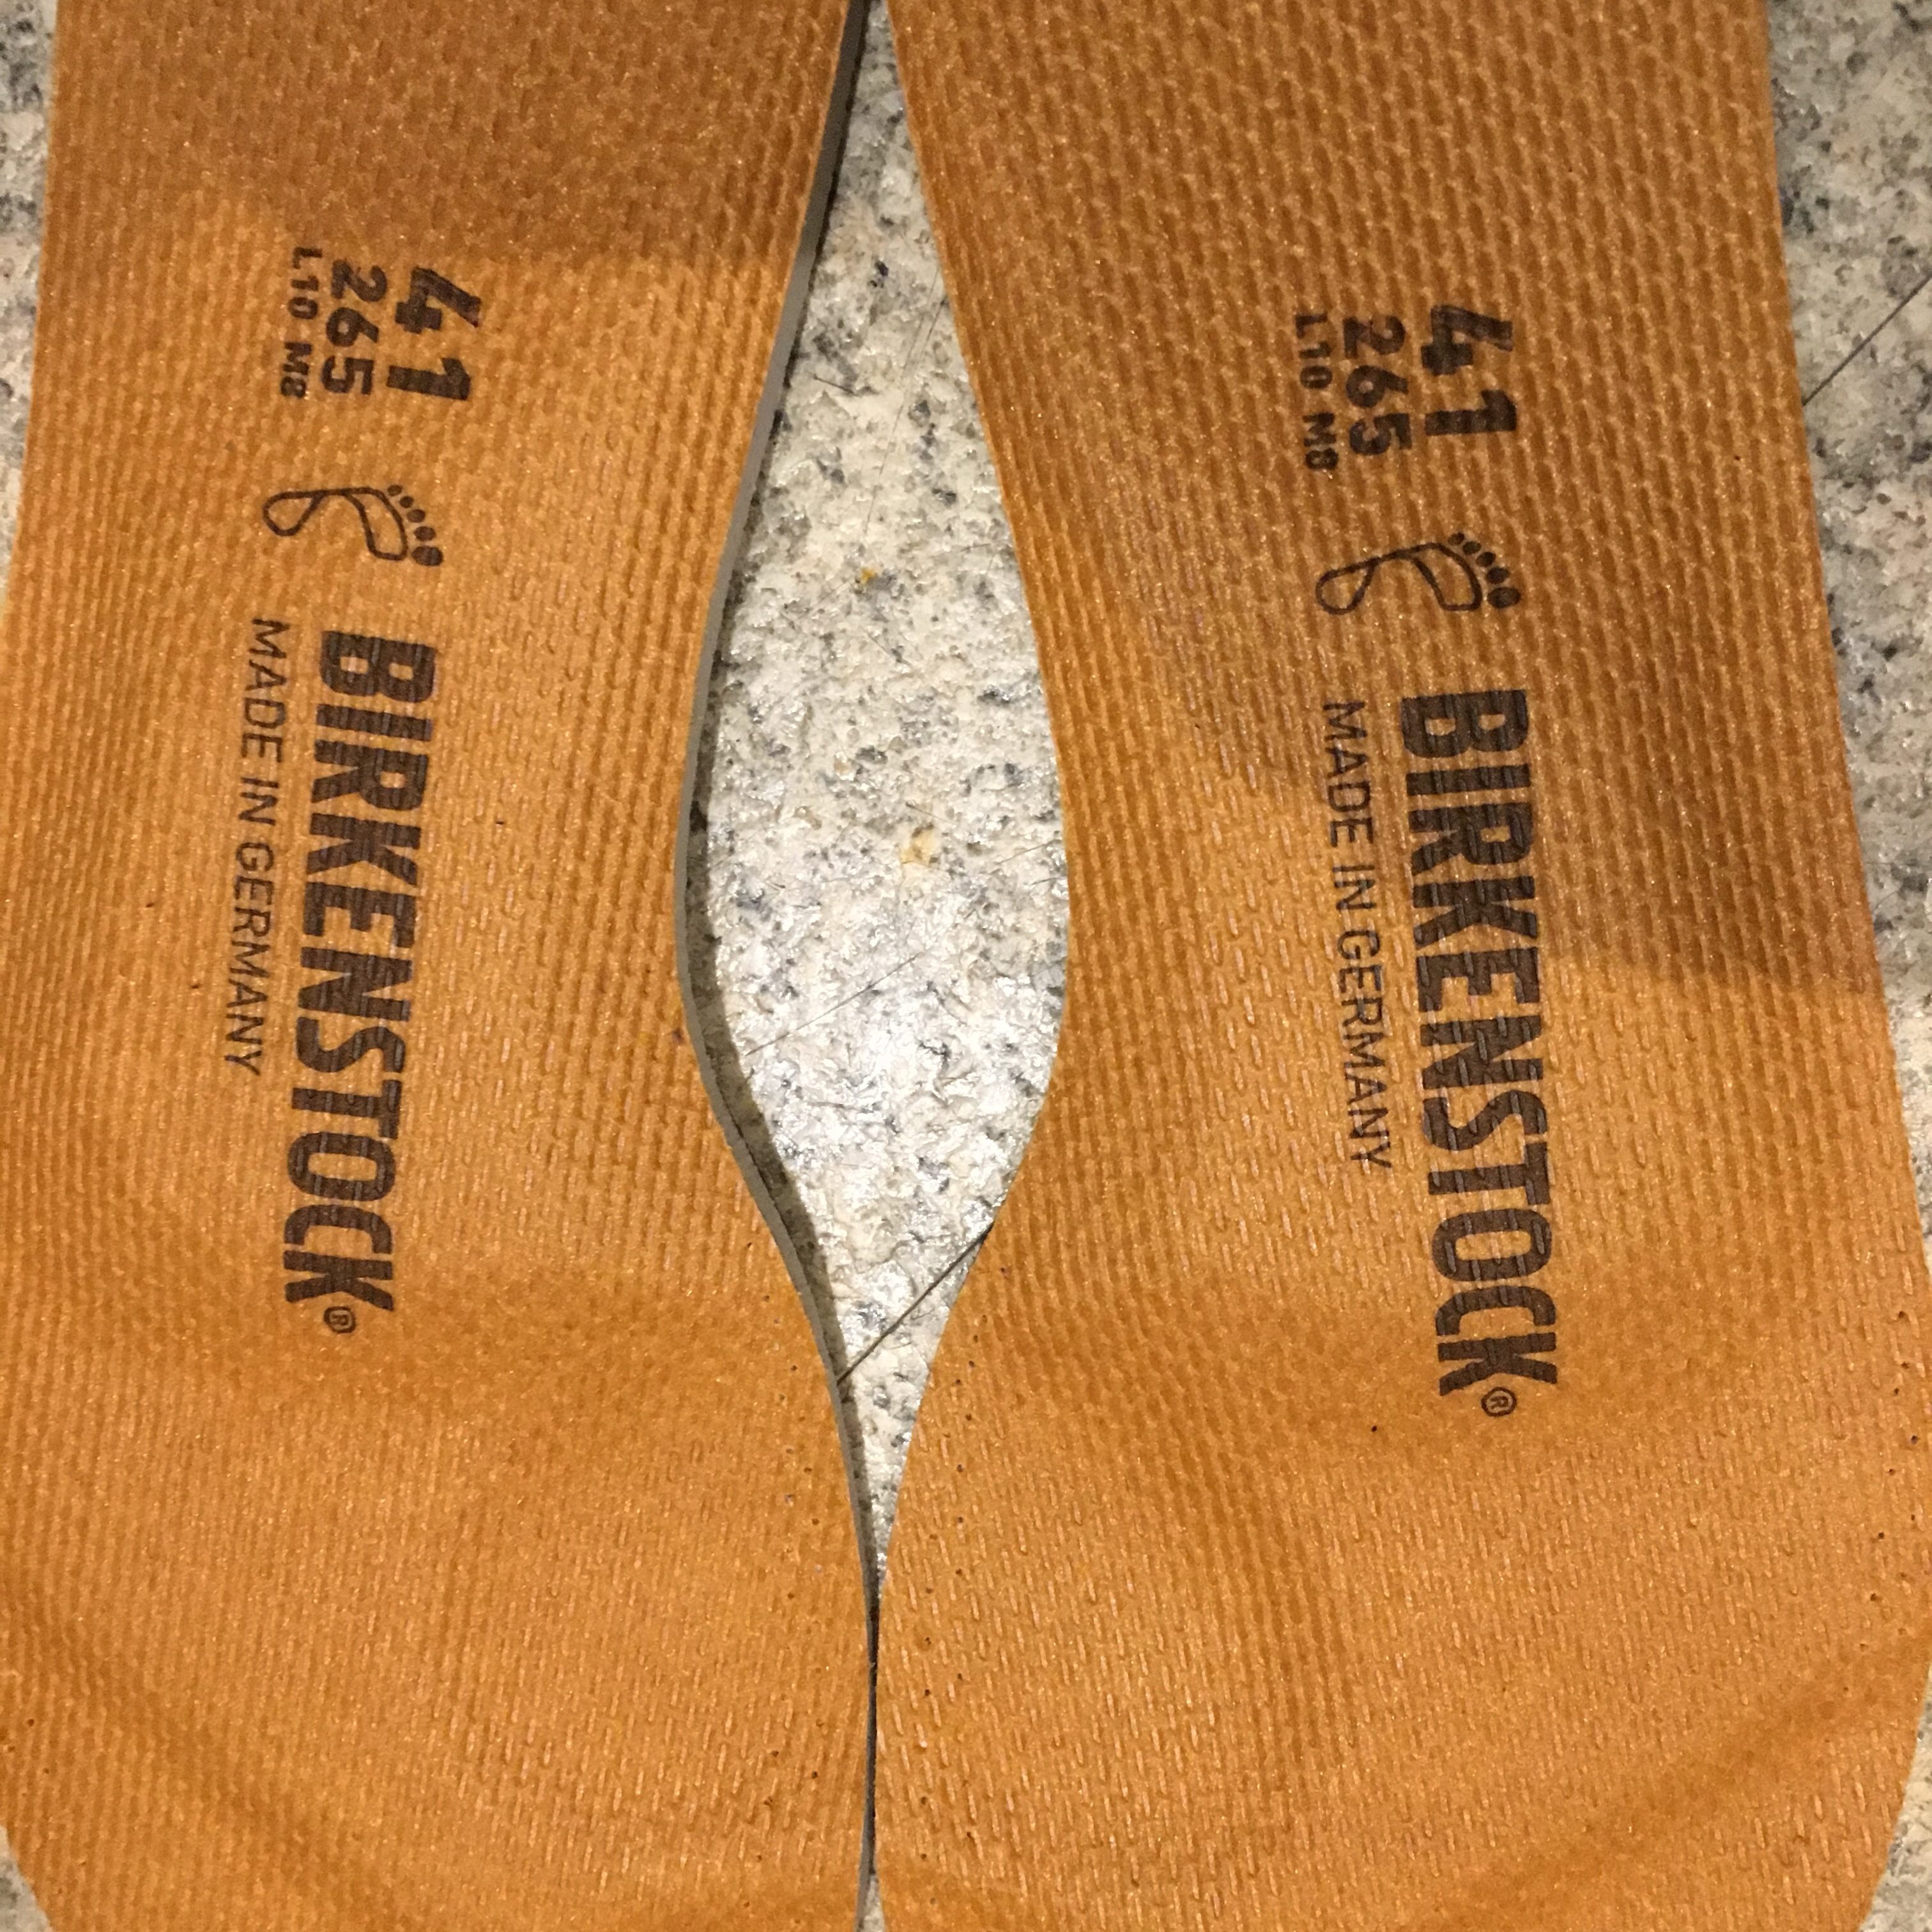 41
265
L10 M8
BIRKENSTOCK®
MADE IN GERMANY
41
265
L10 M8
BIRKENSTOCK®
MADE IN GERMANY